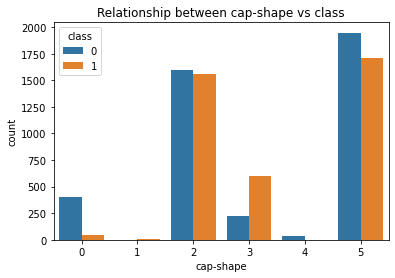 Relationship between cap-shape vs class
2000
1750
1500
1250
1000
750
500
250
0
count
class
0
1
0 1 2 3 4 5
cap-shape